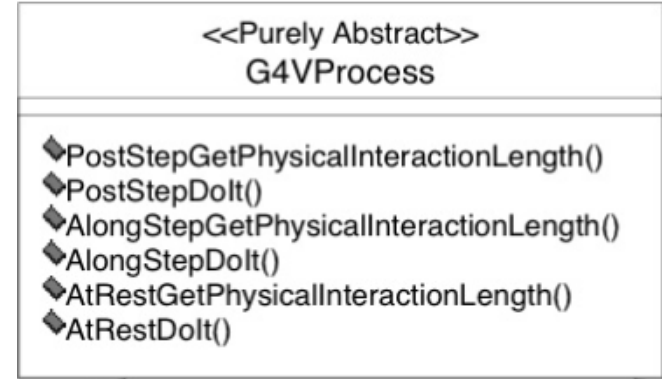 <<Purely Abstract>>
G4VProcess
PostStepGetPhysicalInteractionLength()
PostStepDoIt()
AlongStepGetPhysicalInteractionLength()
AlongStepDoIt()
AtRestGetPhysicalInteractionLength()
AtRestDoIt()